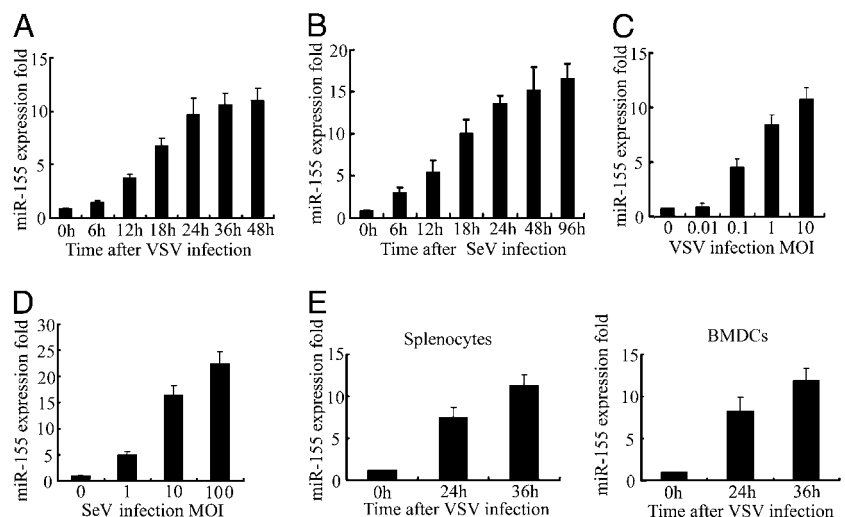 A
miR-155 expression fold
15
10
5
0
0h 6h 12h 18h 24h 36h 48h
Time after VSV infection
B
miR-155 expression fold
20
15
10
5
0
0h 6h 12h 18h 24h 48h 96h
Time after SeV infection
C
miR-155 expression fold
15
10
5
0
0 0.01 0.1 1 10
VSV infection MOI
D
miR-155 expression fold
30
25
20
15
10
5
0
0 1 10 100
SeV infection MOI
E
Splenocytes
miR-155 expression fold
15
10
5
0
0h 24h 36h
Time after VSV infection
BMDCs
miR-155 expression fold
15
10
5
0
0h 24h 36h
Time after VSV infection